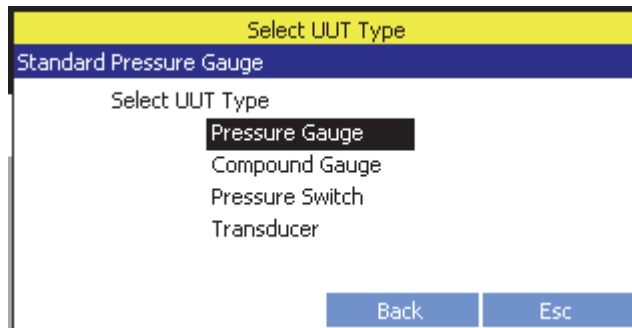 Select UUT Type
Standard Pressure Gauge
Select UUT Type
Pressure Gauge
Compound Gauge
Pressure Switch
Transducer
Back Esc